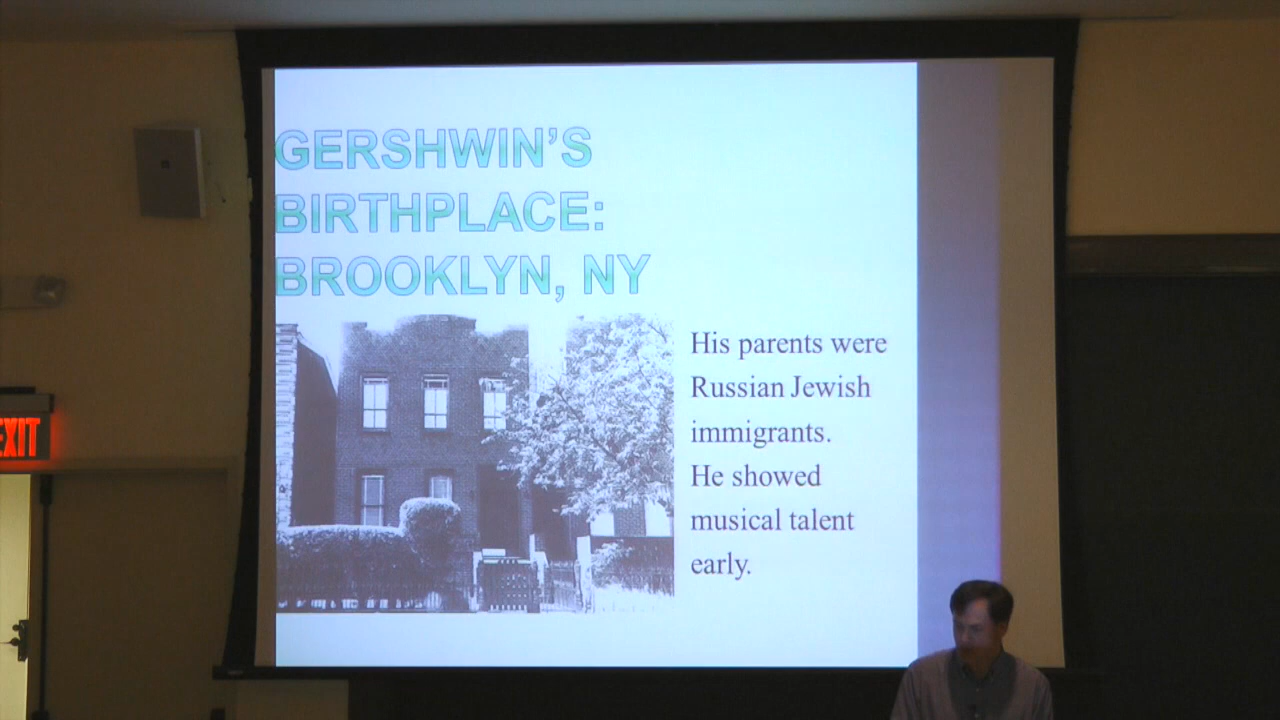 GERSHWIN'S
BIRTHPLACE:
BROOKLYN, NY
His parents were
Russian Jewish
immigrants.
He showed
musical talent
early.
EXIT